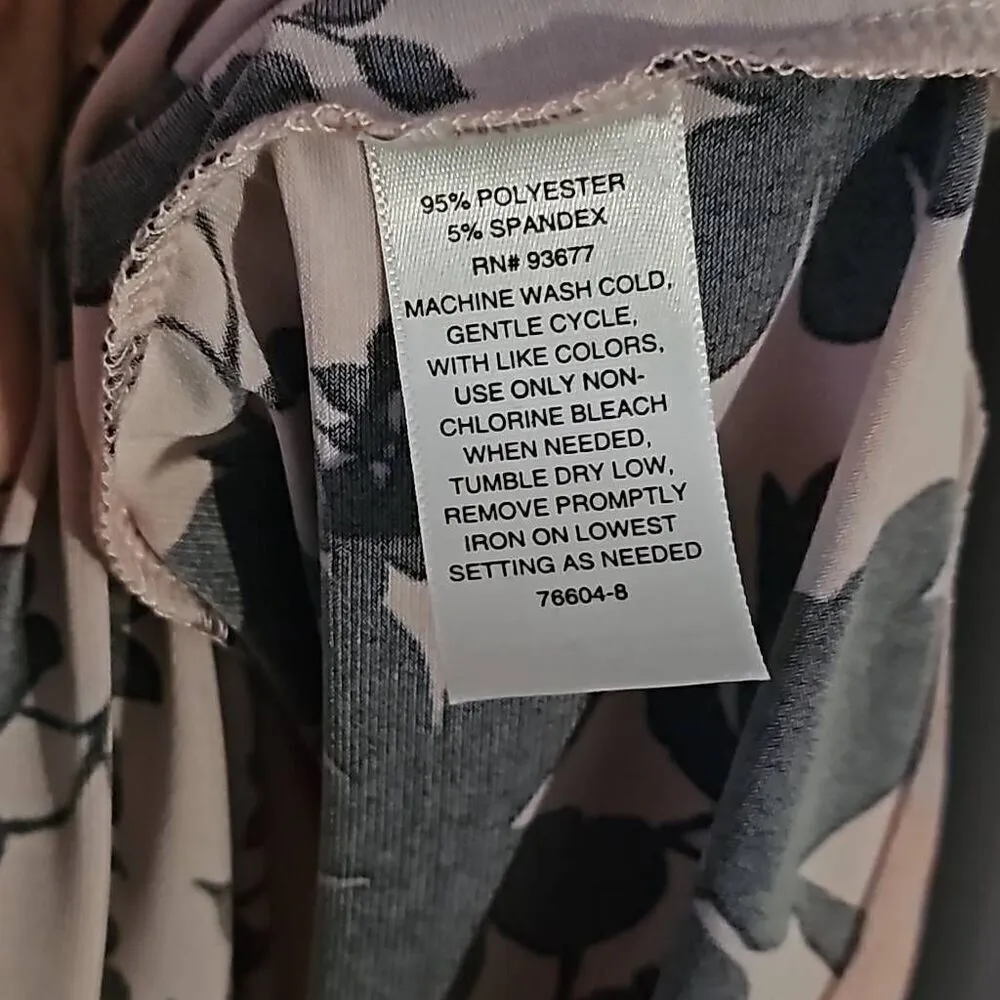 95% POLYESTER
5% SPANDEX
RN# 93677
MACHINE WASH COLD,
GENTLE CYCLE,
WITH LIKE COLORS,
USE ONLY NON-
CHLORINE BLEACH
WHEN NEEDED,
TUMBLE DRY LOW,
REMOVE PROMPTLY
IRON ON LOWEST
SETTING AS NEEDED
76604-8